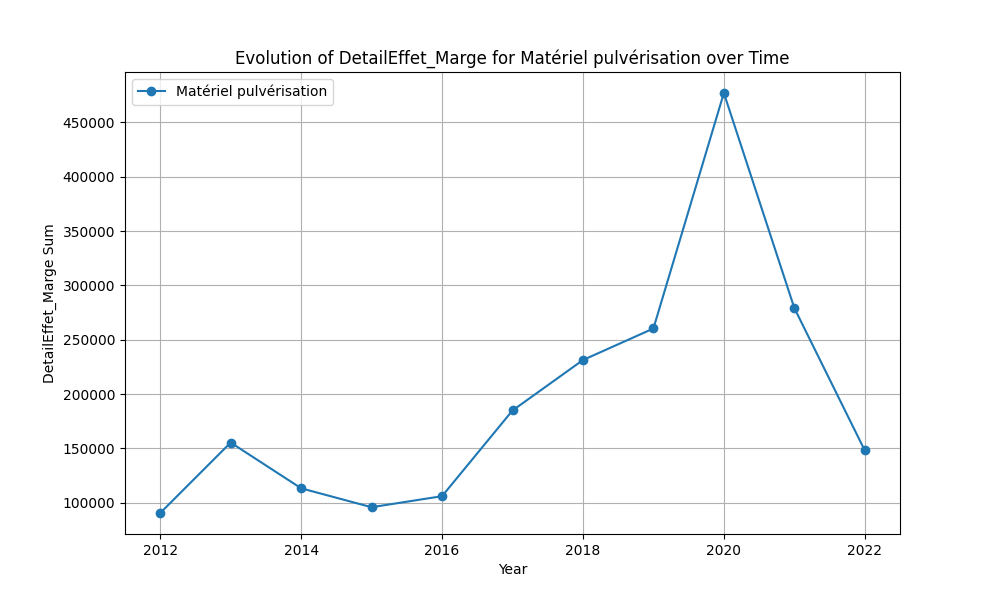 Evolution of DetailEffet_Marge for Matériel pulvérisation over Time
Matériel pulvérisation
DetailEffet_Marge Sum
450000
400000
350000
300000
250000
200000
150000
100000
2012 2014 2016 2018 2020 2022
Year